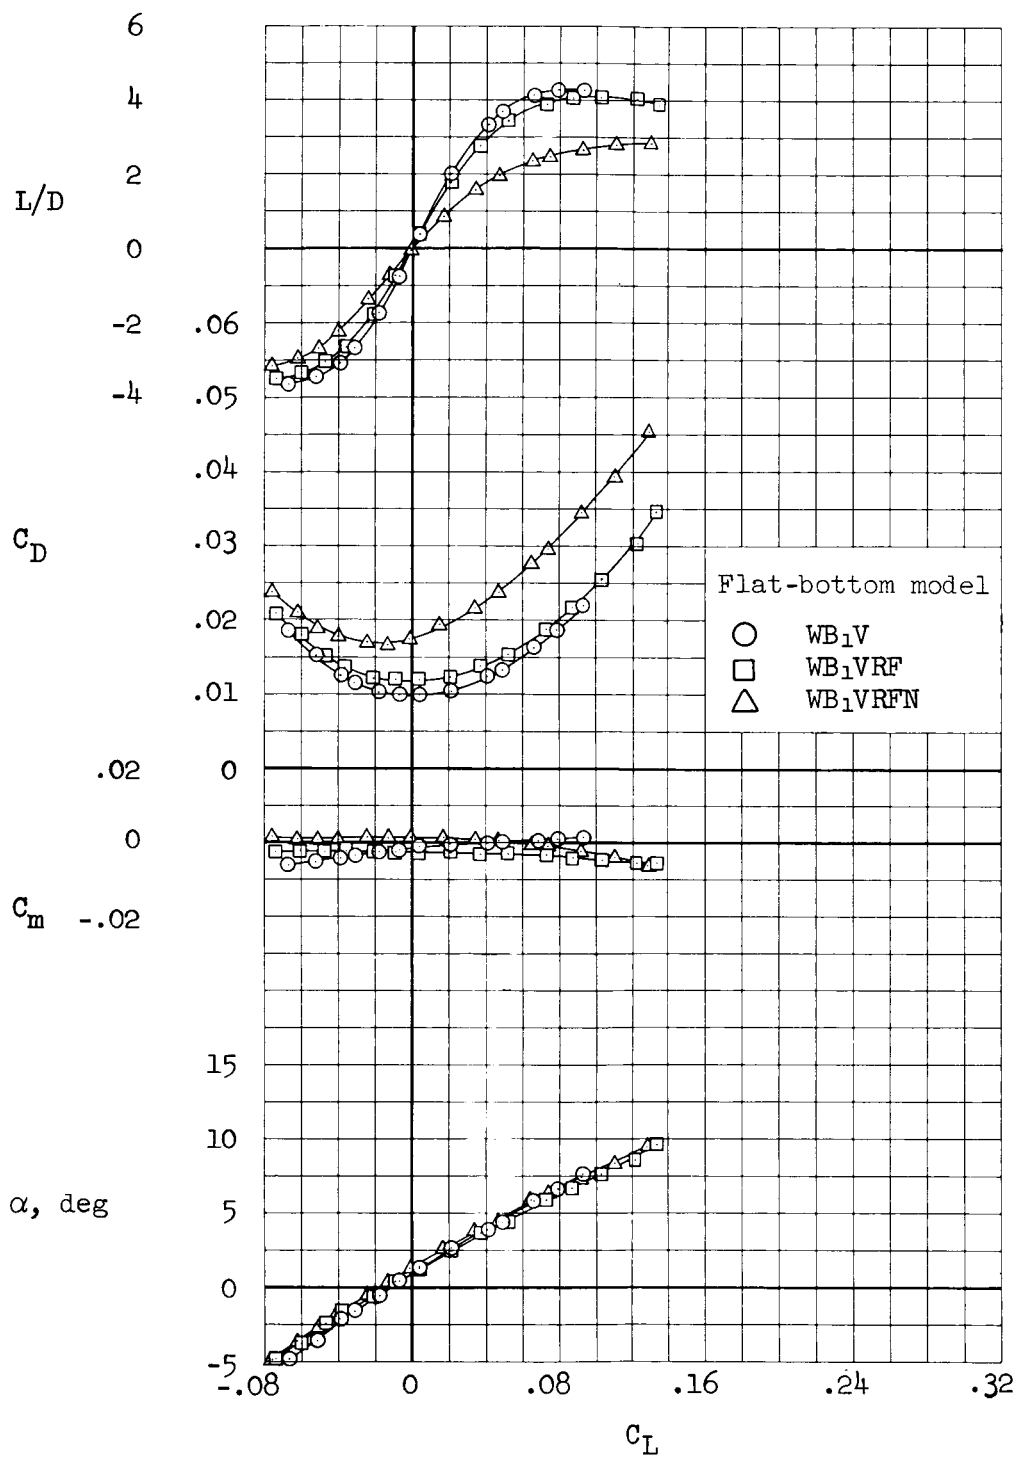 6
4
2
L/D
0
-2 .06
-4 .05
.04
C_D .03
Flat-bottom model
.02 WB₁V
WB₁VRF
.01 WB₁VRFN
.02 0
0
C_m -.02
15
10
α, deg 5
0
-5
-.08 0 .08 .16 .24 .32
C_L